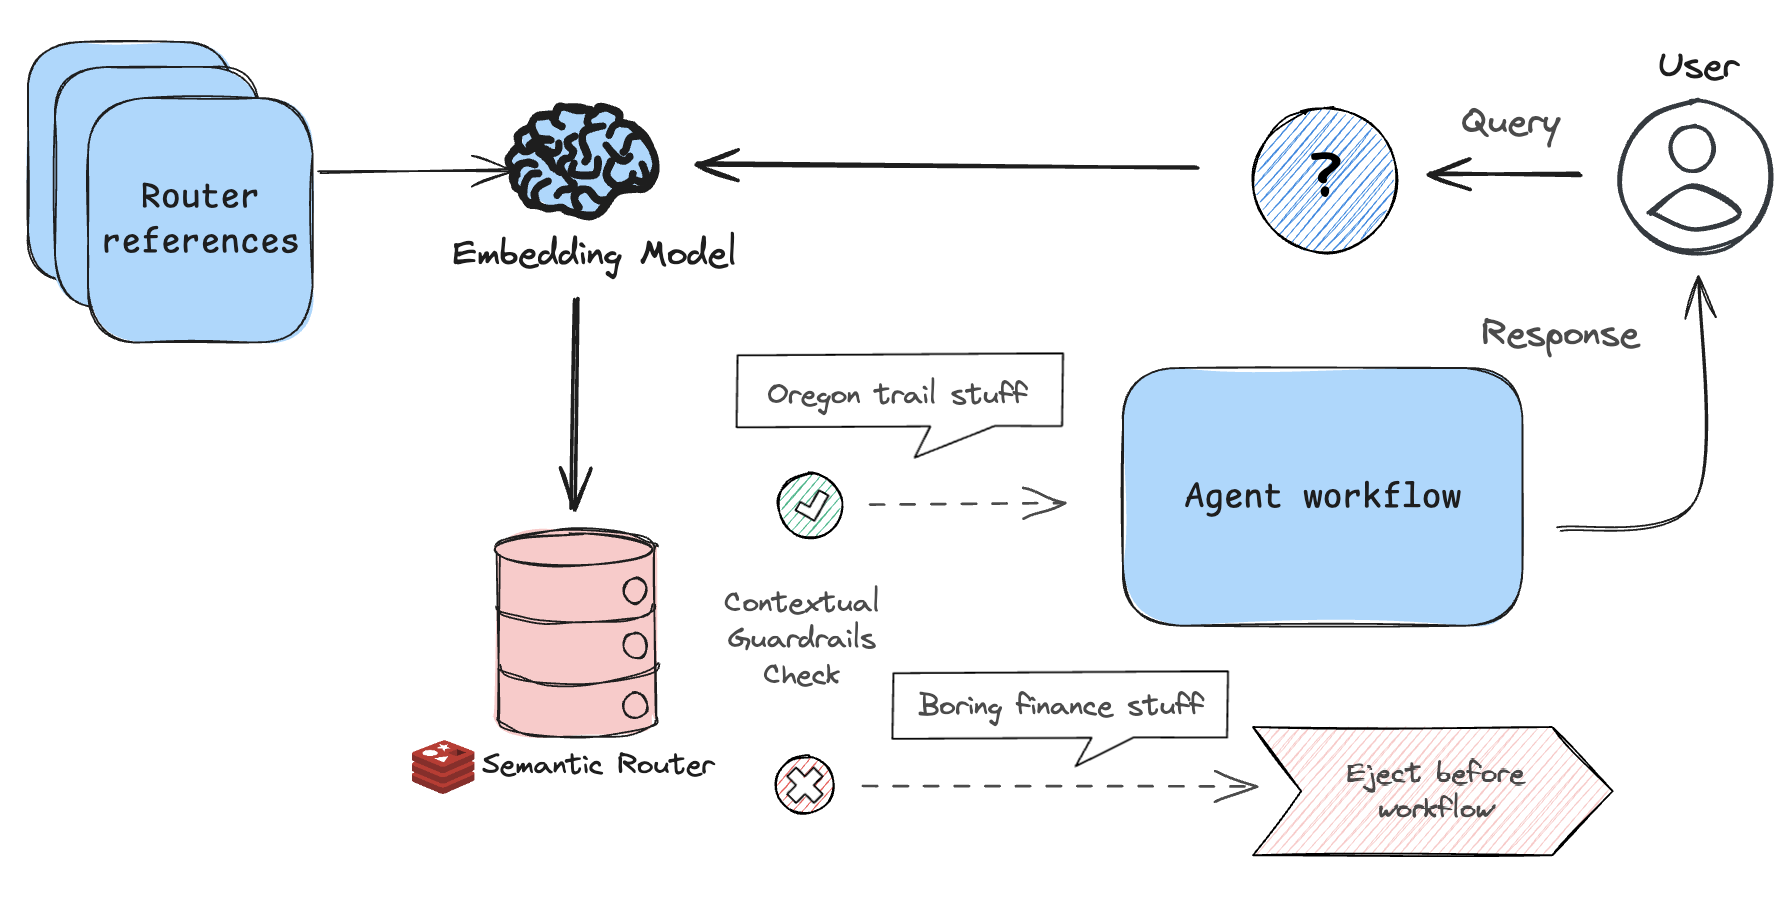 User
Query
Router
references
Embedding Model
?
Response
Oregon trail stuff
Agent workflow
Contextual
Guardrails
Check
Boring finance stuff
Semantic Router
Eject before
workflow